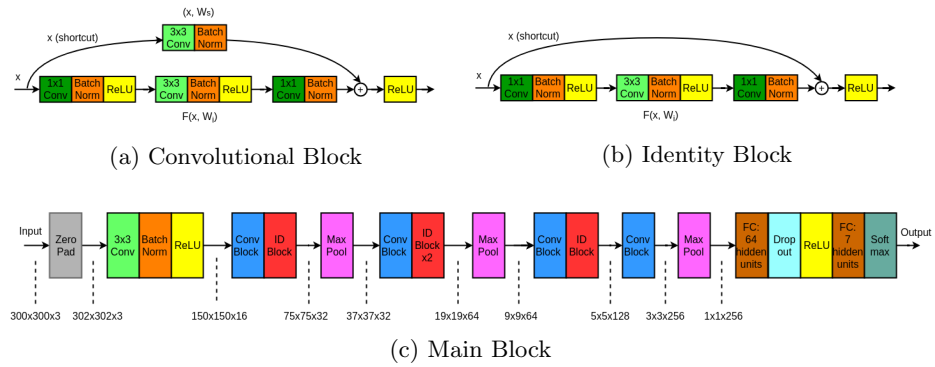 (x, Ws)
3x3 Conv Batch Norm
x (shortcut)
x
1x1 Conv Batch Norm ReLU 3x3 Conv Batch Norm ReLU 1x1 Conv Batch Norm + ReLU
F(x, Wi)
(a) Convolutional Block
x (shortcut)
x
1x1 Conv Batch Norm ReLU 3x3 Conv Batch Norm ReLU 1x1 Conv Batch Norm + ReLU
F(x, Wi)
(b) Identity Block
Input Zero Pad 3x3 Conv Batch Norm ReLU Conv Block ID Block Max Pool Conv Block ID Block x2 Max Pool Conv Block ID Block Conv Block Max Pool FC: 64 hidden units Drop out ReLU FC: 7 hidden units Soft max Output
300x300x3 302x302x3 150x150x16 75x75x32 37x37x32 19x19x64 9x9x64 5x5x128 3x3x256 1x1x256
(c) Main Block